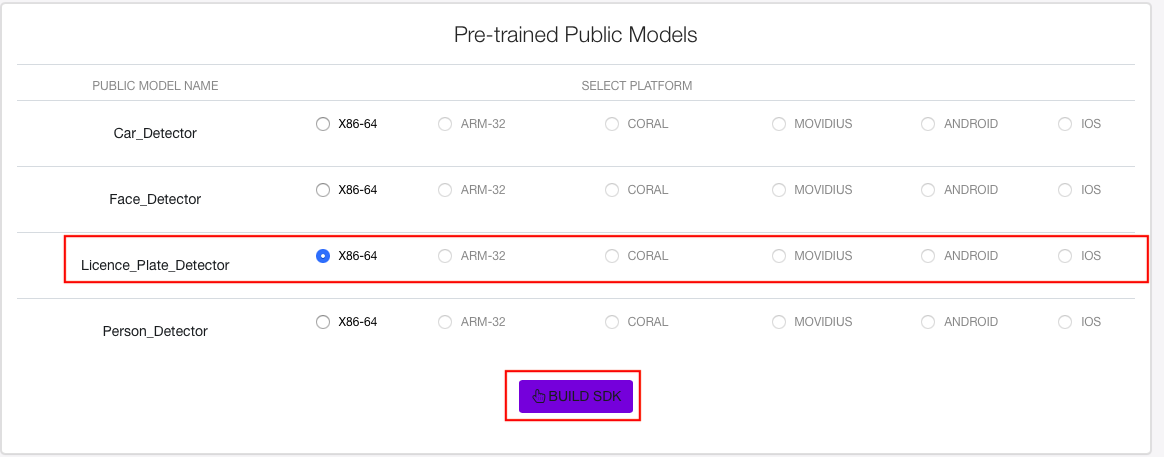 Pre-trained Public Models
PUBLIC MODEL NAME SELECT PLATFORM
Car_Detector X86-64 ARM-32 CORAL MOVIDIUS ANDROID IOS
Face_Detector X86-64 ARM-32 CORAL MOVIDIUS ANDROID IOS
Licence_Plate_Detector X86-64 ARM-32 CORAL MOVIDIUS ANDROID IOS
Person_Detector X86-64 ARM-32 CORAL MOVIDIUS ANDROID IOS
BUILD SDK